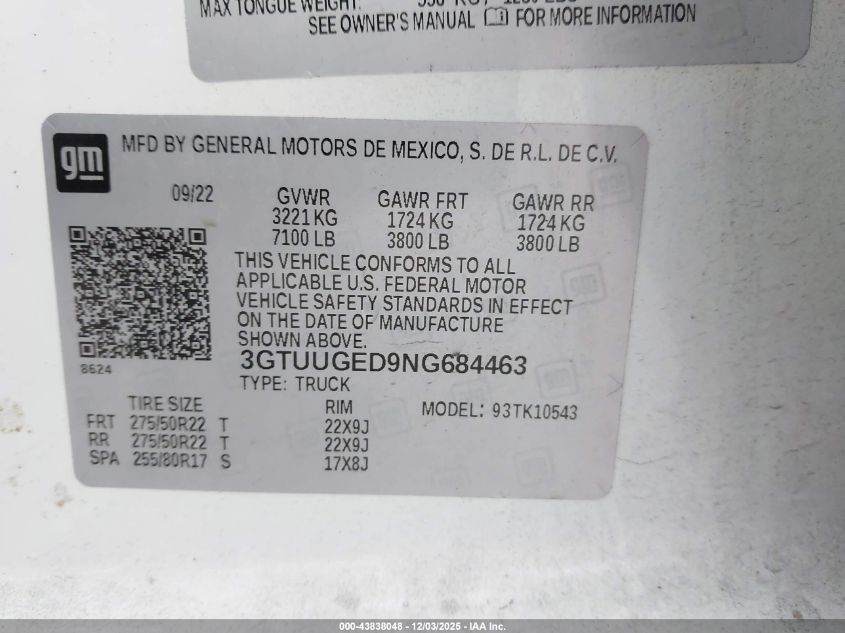 MAX TONGUE WEIGHT:
SEE OWNER'S MANUAL FOR MORE INFORMATION
gm
MFD BY GENERAL MOTORS DE MEXICO, S. DE R.L. DE C.V.
09/22 GVWR GAWR FRT GAWR RR
3221 KG 1724 KG 1724 KG
7100 LB 3800 LB 3800 LB
THIS VEHICLE CONFORMS TO ALL
APPLICABLE U.S. FEDERAL MOTOR
VEHICLE SAFETY STANDARDS IN EFFECT
ON THE DATE OF MANUFACTURE
SHOWN ABOVE.
3GTUUGED9NG684463
8624
TYPE: TRUCK
TIRE SIZE RIM MODEL: 93TK10543
FRT 275/50R22 T 22X9J
RR 275/50R22 T 22X9J
SPA 255/80R17 S 17X8J
000-43838048 - 12/03/2025 - IAA Inc.